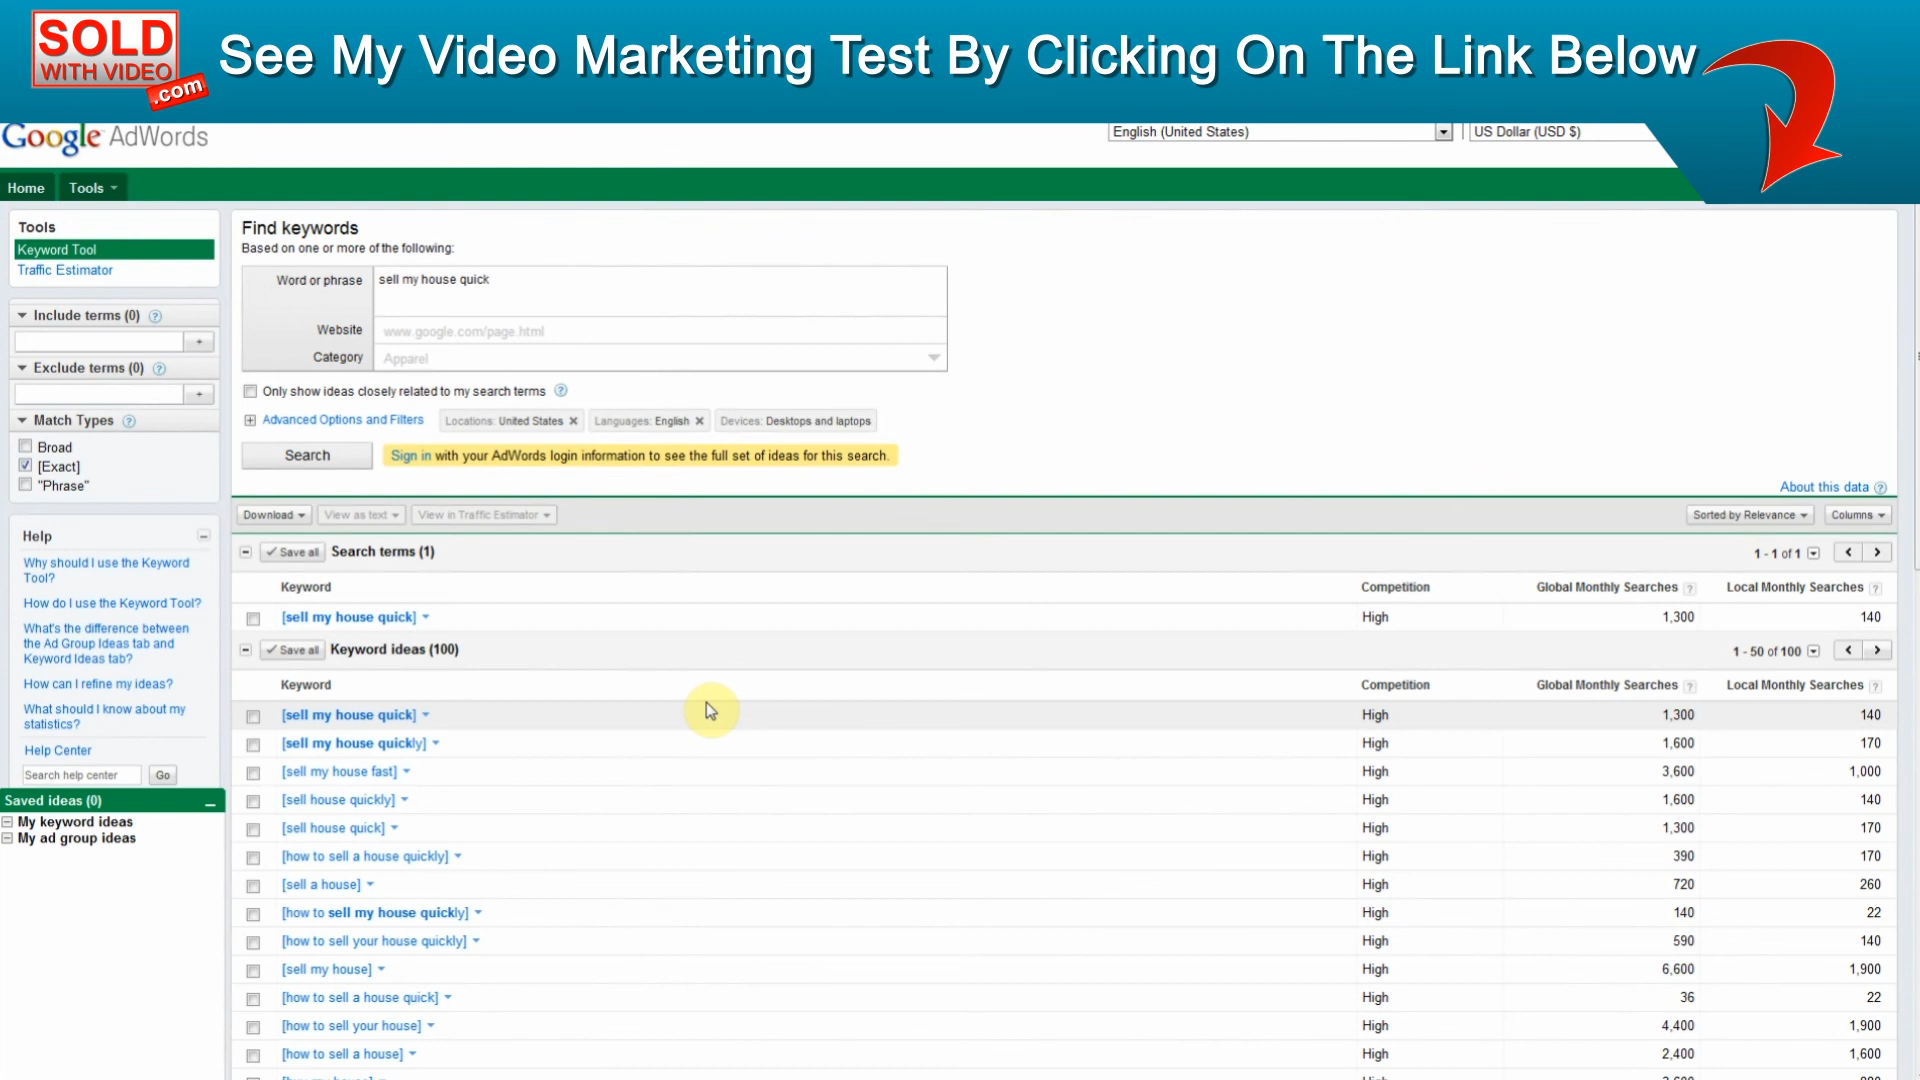 SOLD
WITH VIDEO
.com
See My Video Marketing Test By Clicking On The Link Below
Google AdWords
English (United States)
US Dollar (USD $)
Home
Tools
Tools
Keyword Tool
Traffic Estimator
Include terms (0) ?
+
Exclude terms (0) ?
+
Match Types ?
Broad
[Exact]
"Phrase"
Help
Why should I use the Keyword
Tool?
How do I use the Keyword Tool?
What's the difference between
the Ad Group Ideas tab and
Keyword Ideas tab?
How can I refine my ideas?
What should I know about my
statistics?
Help Center
Search help center Go
Saved ideas (0)
My keyword ideas
My ad group ideas
Find keywords
Based on one or more of the following:
Word or phrase sell my house quick
Website www.google.com/page.html
Category Apparel
Only show ideas closely related to my search terms ?
Advanced Options and Filters Locations: United States × Languages: English × Devices: Desktops and laptops
Search Sign in with your AdWords login information to see the full set of ideas for this search.
About this data ?
Download View as text View in Traffic Estimator Sorted by Relevance Columns
Save all Search terms (1) 1 - 1 of 1
Keyword Competition Global Monthly Searches ? Local Monthly Searches ?
[sell my house quick] High 1,300 140
Save all Keyword ideas (100) 1 - 50 of 100
Keyword Competition Global Monthly Searches ? Local Monthly Searches ?
[sell my house quick] High 1,300 140
[sell my house quickly] High 1,600 170
[sell my house fast] High 3,600 1,000
[sell house quickly] High 1,600 140
[sell house quick] High 1,300 170
[how to sell a house quickly] High 390 170
[sell a house] High 720 260
[how to sell my house quickly] High 140 22
[how to sell your house quickly] High 590 140
[sell my house] High 6,600 1,900
[how to sell a house quick] High 36 22
[how to sell your house] High 4,400 1,900
[how to sell a house] High 2,400 1,600